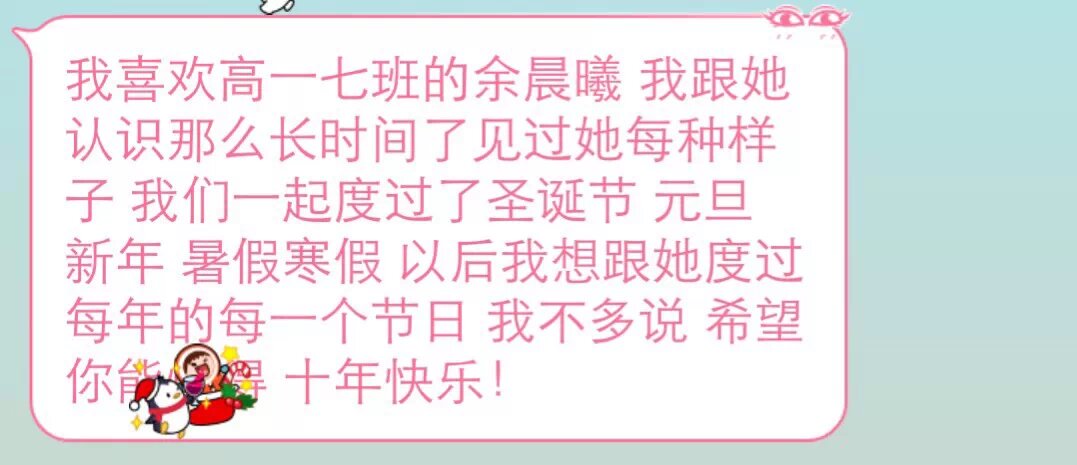 我喜欢高一七班的余晨曦 我跟她
认识那么长时间了见过她每种样
子 我们一起度过了圣诞节 元旦
新年 暑假寒假 以后我想跟她度过
每年的每一个节日 我不多说 希望
你能 十年快乐！